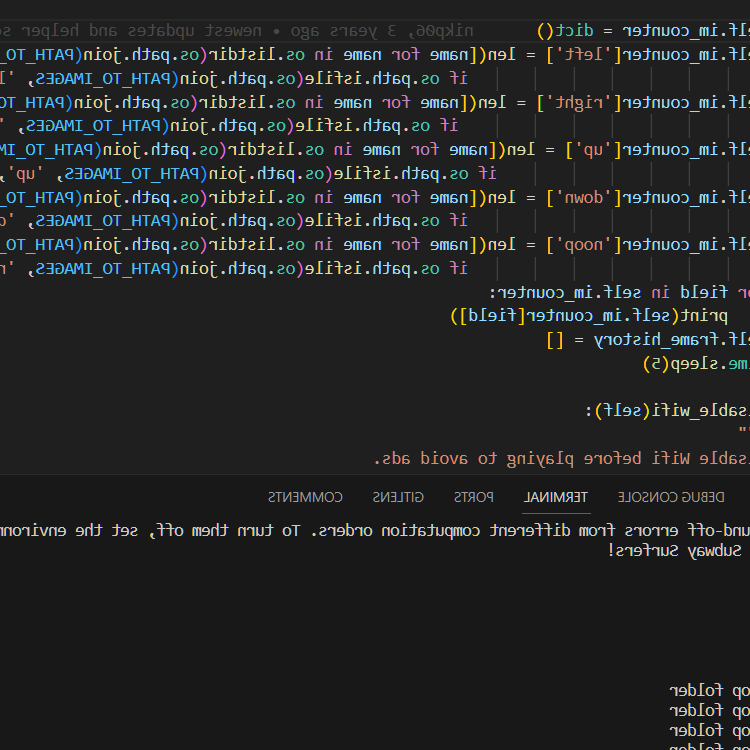 elf.im_counter = dict()    nikp06, 3 years ago • newest updates and helper sc
elf.im_counter['left'] = len([name for name in os.listdir(os.path.join(PATH_TO_
if os.path.isfile(os.path.join(PATH_TO_IMAGES, 'l
elf.im_counter['right'] = len([name for name in os.listdir(os.path.join(PATH_TO
if os.path.isfile(os.path.join(PATH_TO_IMAGES, '
elf.im_counter['up'] = len([name for name in os.listdir(os.path.join(PATH_TO_IM
if os.path.isfile(os.path.join(PATH_TO_IMAGES, 'up',
elf.im_counter['down'] = len([name for name in os.listdir(os.path.join(PATH_TO_
if os.path.isfile(os.path.join(PATH_TO_IMAGES, 'd
elf.im_counter['noop'] = len([name for name in os.listdir(os.path.join(PATH_TO_
if os.path.isfile(os.path.join(PATH_TO_IMAGES, 'n
or field in self.im_counter:
print(self.im_counter[field])
elf.frame_history = []
ime.sleep(5)
isable_wifi(self):
""
isable Wifi before playing to avoid ads.
DEBUG CONSOLE TERMINAL PORTS GITLENS COMMENTS
und-off errors from different computation orders. To turn them off, set the environm
Subway Surfers!
op folder
op folder
op folder
op folder